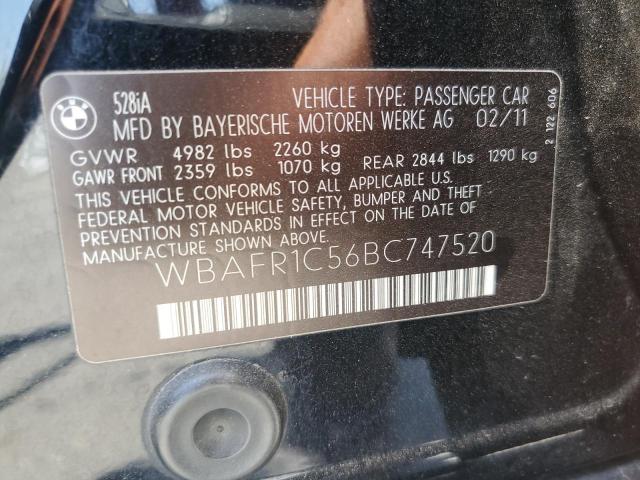 BMW
528iA
VEHICLE TYPE: PASSENGER CAR
MFD BY BAYERISCHE MOTOREN WERKE AG 02/11
GVWR 4982 lbs 2260 kg
GAWR FRONT 2359 lbs 1070 kg REAR 2844 lbs 1290 kg
THIS VEHICLE CONFORMS TO ALL APPLICABLE U.S.
FEDERAL MOTOR VEHICLE SAFETY, BUMPER AND THEFT
PREVENTION STANDARDS IN EFFECT ON THE DATE OF
MANUFACTURE SHOWN ABOVE.
WBAFR1C56BC747520
2 122 606